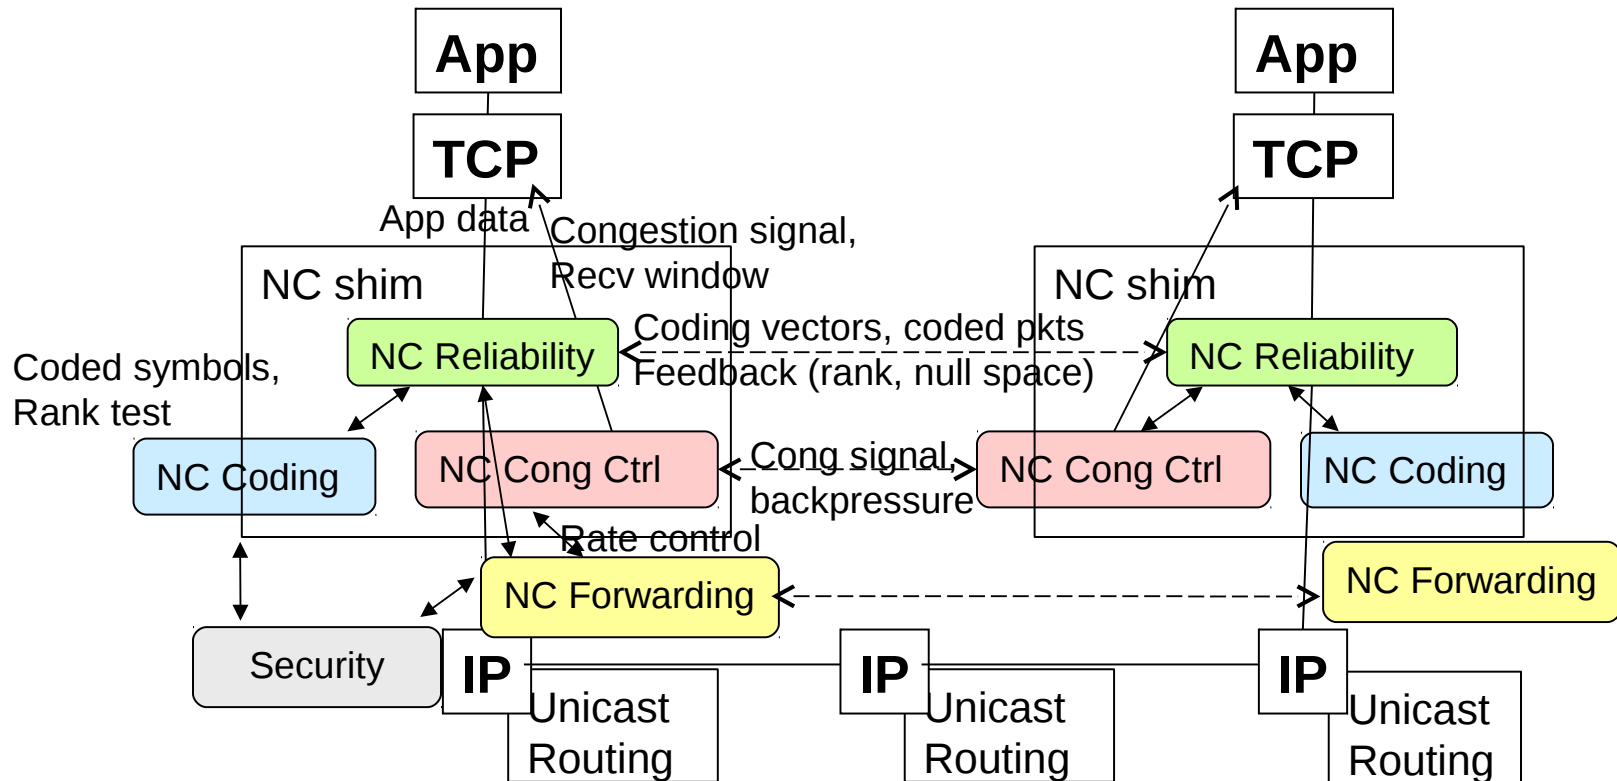 App
App
TCP
TCP
App data
Congestion signal,
Recv window
NC shim
NC shim
Coding vectors, coded pkts
NC Reliability
NC Reliability
Feedback (rank, null space)
Coded symbols,
Rank test
NC Coding
NC Cong Ctrl
Cong signal,
backpressure
NC Cong Ctrl
NC Coding
Rate control
NC Forwarding
NC Forwarding
Security
IP
IP
IP
Unicast
Routing
Unicast
Routing
Unicast
Routing